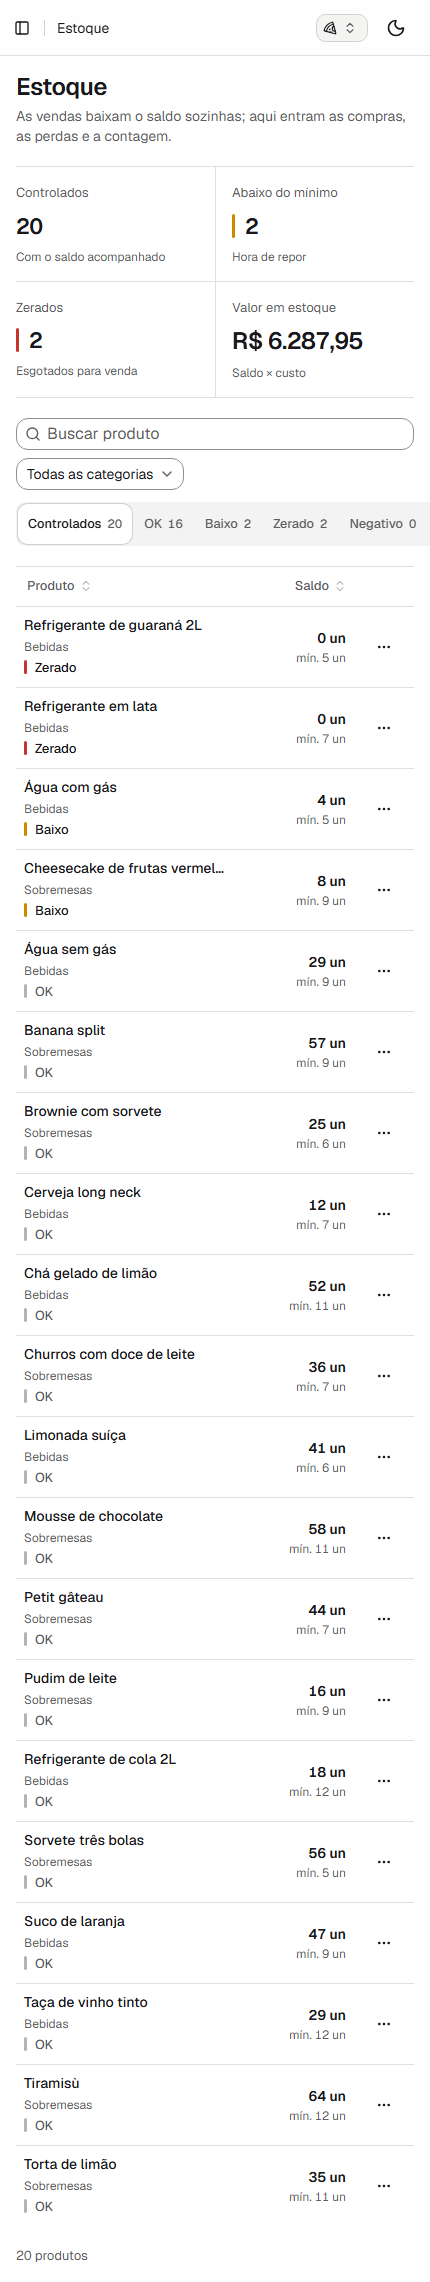 Estoque
Estoque
As vendas baixam o saldo sozinhas; aqui entram as compras,
as perdas e a contagem.
Controlados
20
Com o saldo acompanhado
Abaixo do mínimo
2
Hora de repor
Zerados
2
Esgotados para venda
Valor em estoque
R$ 6.287,95
Saldo × custo
Buscar produto
Todas as categorias
Controlados 20 OK 16 Baixo 2 Zerado 2 Negativo 0
Produto Saldo
Refrigerante de guaraná 2L
Bebidas
Zerado
0 un
mín. 5 un
Refrigerante em lata
Bebidas
Zerado
0 un
mín. 7 un
Água com gás
Bebidas
Baixo
4 un
mín. 5 un
Cheesecake de frutas vermel...
Sobremesas
Baixo
8 un
mín. 9 un
Água sem gás
Bebidas
OK
29 un
mín. 9 un
Banana split
Sobremesas
OK
57 un
mín. 9 un
Brownie com sorvete
Sobremesas
OK
25 un
mín. 6 un
Cerveja long neck
Bebidas
OK
12 un
mín. 7 un
Chá gelado de limão
Bebidas
OK
52 un
mín. 11 un
Churros com doce de leite
Sobremesas
OK
36 un
mín. 7 un
Limonada suíça
Bebidas
OK
41 un
mín. 6 un
Mousse de chocolate
Sobremesas
OK
58 un
mín. 11 un
Petit gâteau
Sobremesas
OK
44 un
mín. 7 un
Pudim de leite
Sobremesas
OK
16 un
mín. 9 un
Refrigerante de cola 2L
Bebidas
OK
18 un
mín. 12 un
Sorvete três bolas
Sobremesas
OK
56 un
mín. 5 un
Suco de laranja
Bebidas
OK
47 un
mín. 9 un
Taça de vinho tinto
Bebidas
OK
29 un
mín. 12 un
Tiramisù
Sobremesas
OK
64 un
mín. 12 un
Torta de limão
Sobremesas
OK
35 un
mín. 11 un
20 produtos